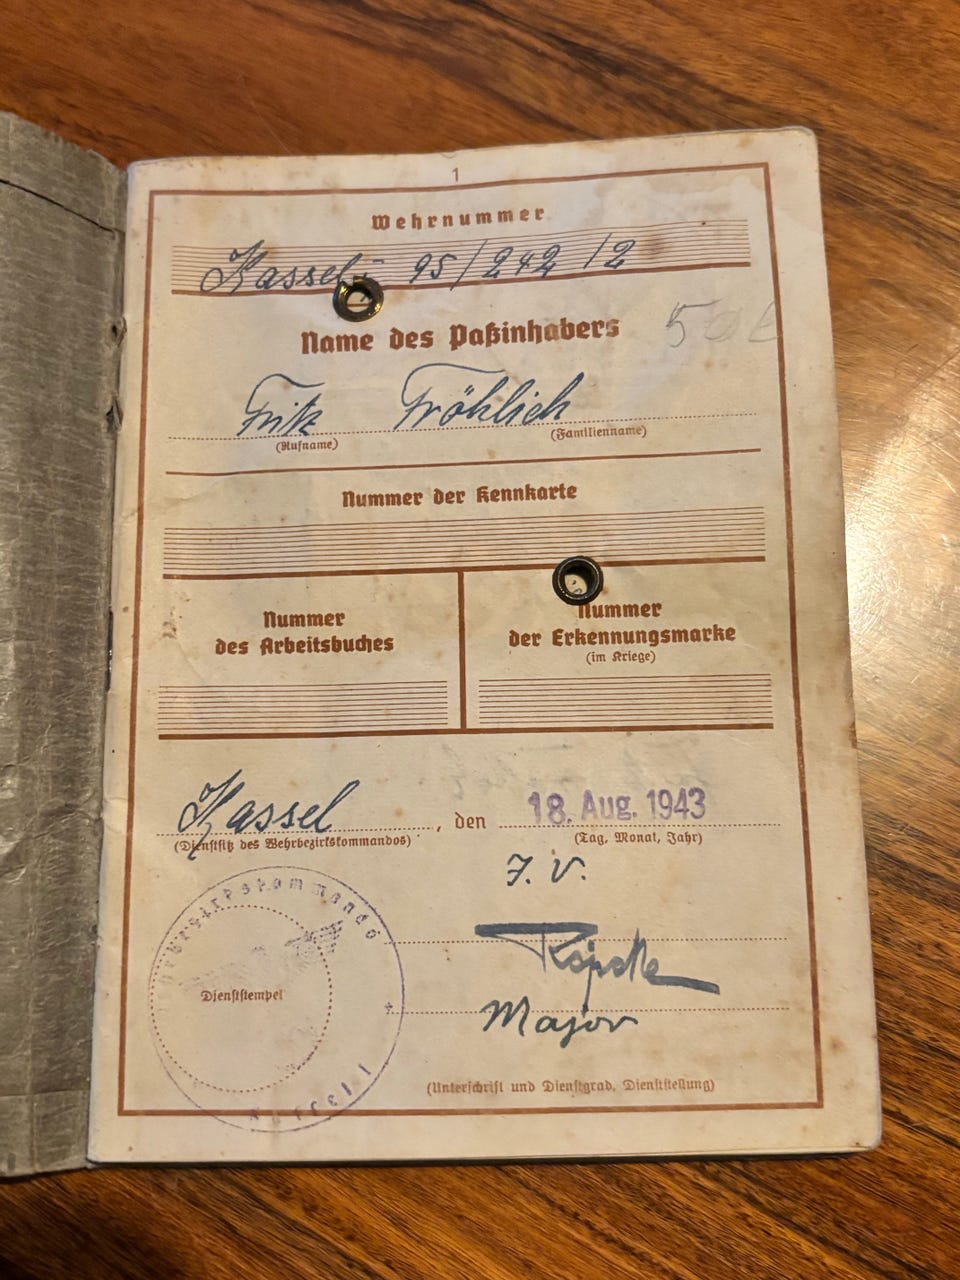 1
Wehrnummer
Kassel 95/242/2
Name des Paßinhabers
Fritz Fröhlich
(Rufname) (Familienname)
Nummer der Kennkarte
Nummer des Arbeitsbuches
Nummer der Erkennungsmarke
(im Kriege)
Kassel, den 18. Aug. 1943
(Dienstsitz des Wehrbezirkskommandos) (Tag, Monat, Jahr)
J. V.
Major
Dienststempel
(Unterschrift und Dienstgrad, Dienststellung)